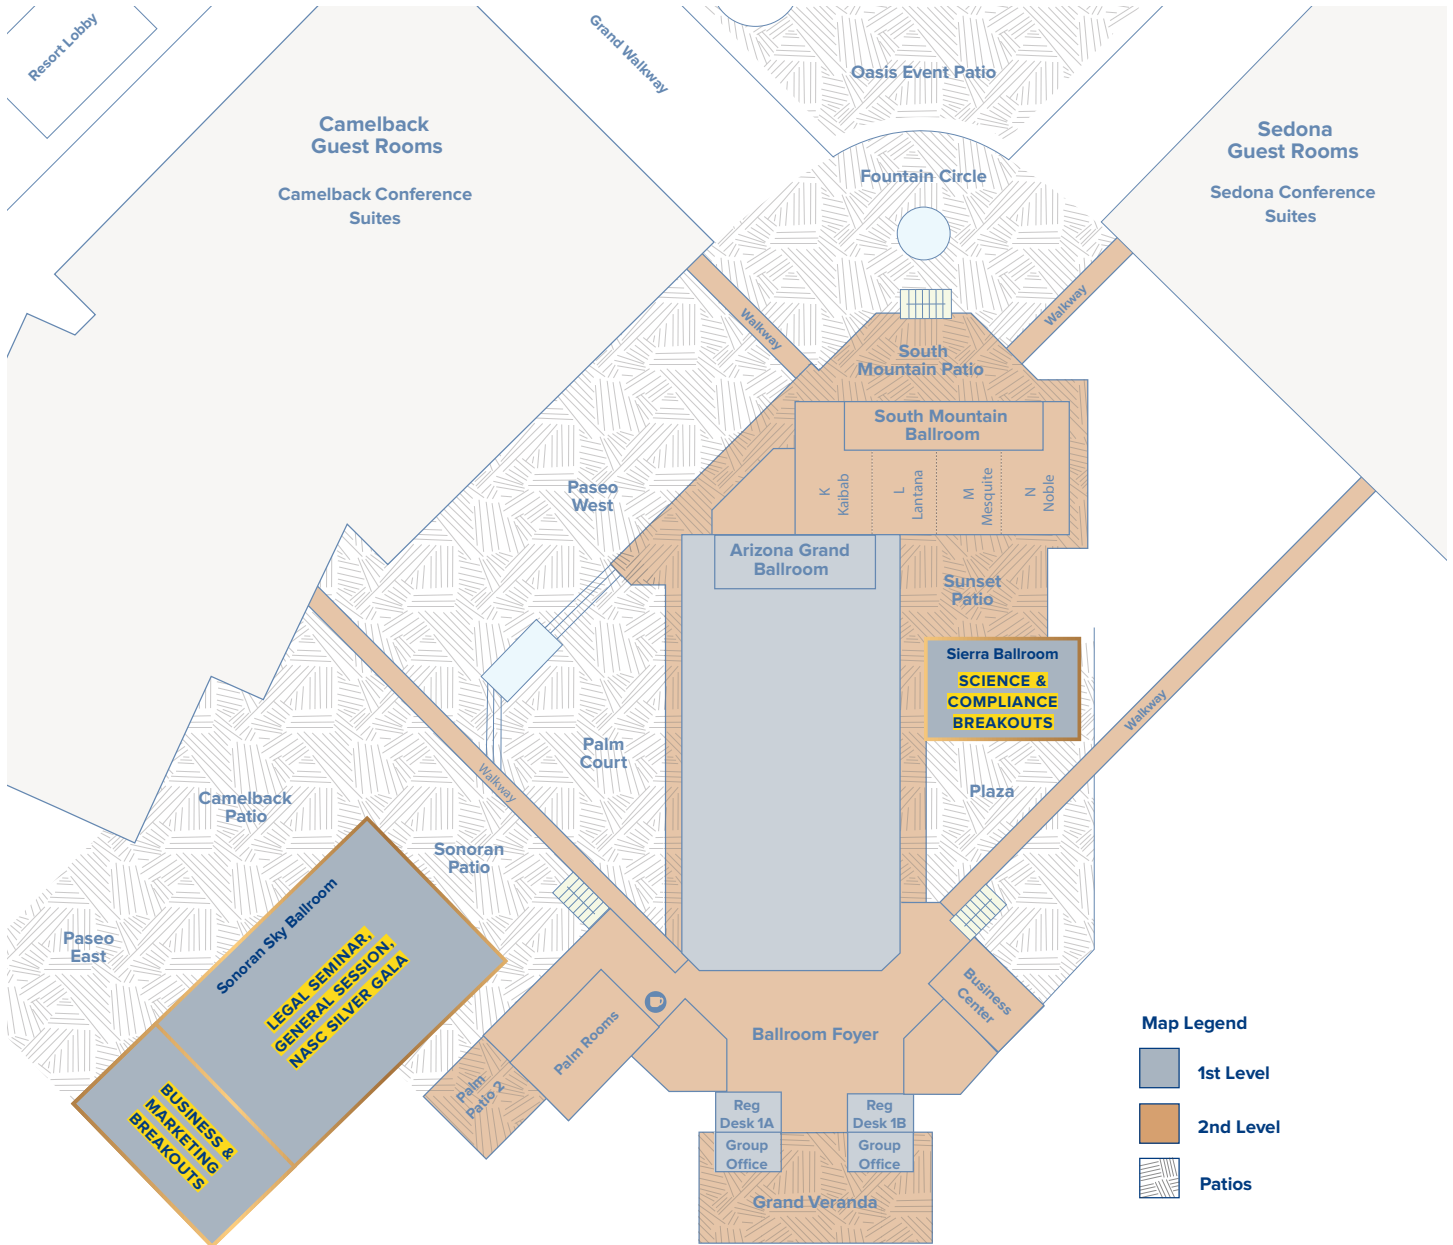 Resort Lobby
Grand Walkway
Oasis Event Patio
Camelback
Guest Rooms
Camelback Conference
Suites
Sedona
Guest Rooms
Sedona Conference
Suites
Fountain Circle
Walkway
Walkway
South
Mountain Patio
South Mountain
Ballroom
K
Kaibab
L
Lantana
M
Mesquite
N
Noble
Paseo
West
Arizona Grand
Ballroom
Sunset
Patio
Sierra Ballroom
SCIENCE &
COMPLIANCE
BREAKOUTS
Walkway
Palm
Court
Walkway
Plaza
Camelback
Patio
Sonoran
Patio
Paseo
East
Sonoran Sky Ballroom
LEGAL SEMINAR,
GENERAL SESSION,
NASC SILVER GALA
BUSINESS &
MARKETING
BREAKOUTS
Business
Center
Ballroom Foyer
Palm Rooms
Palm
Patio 2
Reg
Desk 1A
Reg
Desk 1B
Group
Office
Group
Office
Grand Veranda
Map Legend
1st Level
2nd Level
Patios